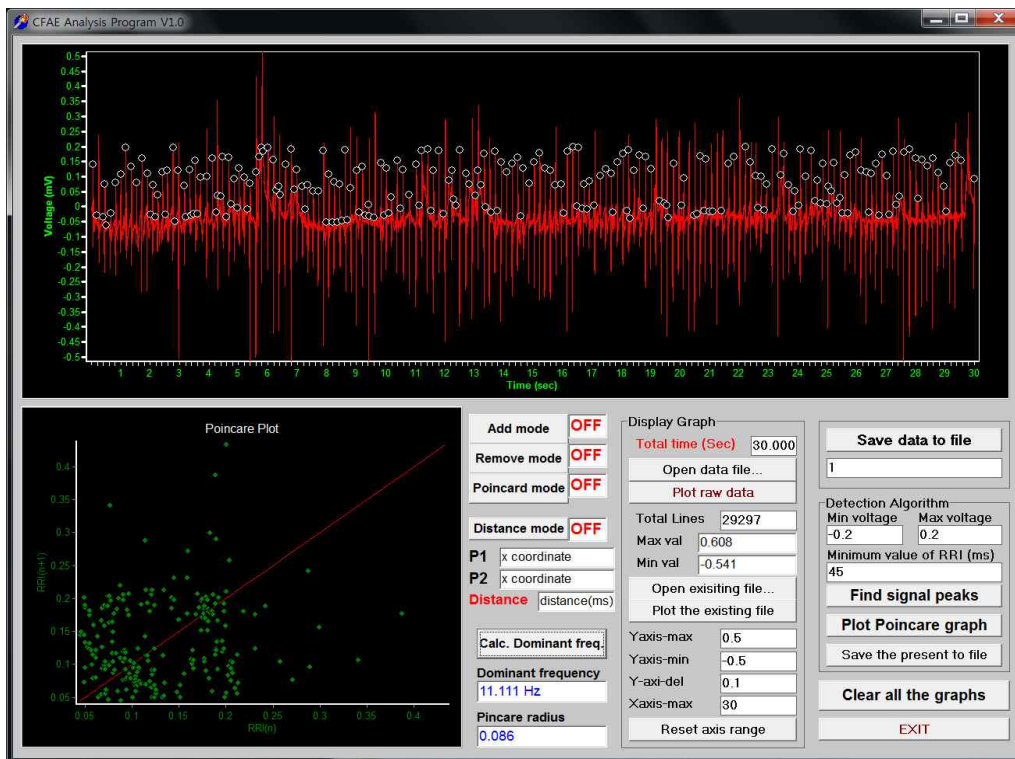 CFAE Analysis Program V1.0
0.5
0.45
0.4
0.35
0.3
0.25
0.2
0.15
0.1
0.05
0
-0.05
-0.1
-0.15
-0.2
-0.25
-0.3
-0.35
-0.4
-0.45
-0.5
Voltage (mV)
1 2 3 4 5 6 7 8 9 10 11 12 13 14 15 16 17 18 19 20 21 22 23 24 25 26 27 28 29 30
Time (sec)
Poincare Plot
0.4
0.35
0.3
0.25
0.2
0.15
0.1
0.05
RRI(n+1)
0.05 0.1 0.15 0.2 0.25 0.3 0.35 0.4
RRI(n)
Add mode OFF
Remove mode OFF
Poincard mode OFF
Distance mode OFF
P1 x coordinate
P2 x coordinate
Distance distance(ms)
Calc. Dominant freq.
Dominant frequency
11.111 Hz
Pincare radius
0.086
Display Graph
Total time (Sec) 30.000
Open data file...
Plot raw data
Total Lines 29297
Max val 0.608
Min val -0.541
Open exisiting file...
Plot the existing file
Yaxis-max 0.5
Yaxis-min -0.5
Y-axi-del 0.1
Xaxis-max 30
Reset axis range
Save data to file
1
Detection Algorithm
Min voltage Max voltage
-0.2 0.2
Minimum value of RRI (ms)
45
Find signal peaks
Plot Poincare graph
Save the present to file
Clear all the graphs
EXIT